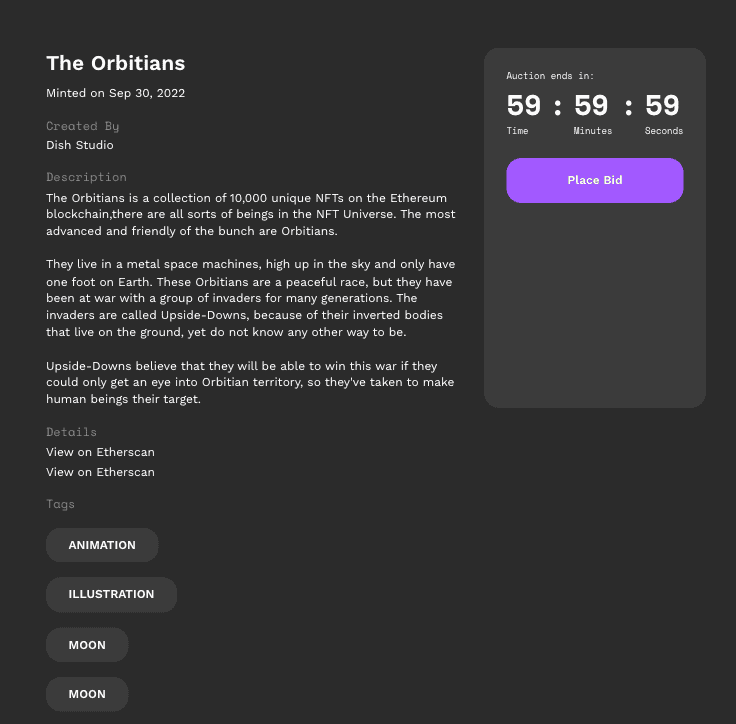 The Orbitians
Minted on Sep 30, 2022
Created By
Dish Studio
Description
The Orbitians is a collection of 10,000 unique NFTs on the Ethereum
blockchain,there are all sorts of beings in the NFT Universe. The most
advanced and friendly of the bunch are Orbitians.
They live in a metal space machines, high up in the sky and only have
one foot on Earth. These Orbitians are a peaceful race, but they have
been at war with a group of invaders for many generations. The
invaders are called Upside-Downs, because of their inverted bodies
that live on the ground, yet do not know any other way to be.
Upside-Downs believe that they will be able to win this war if they
could only get an eye into Orbitian territory, so they've taken to make
human beings their target.
Details
View on Etherscan
View on Etherscan
Tags
ANIMATION
ILLUSTRATION
MOON
MOON
Auction ends in:
59 : 59 : 59
Time Minutes Seconds
Place Bid